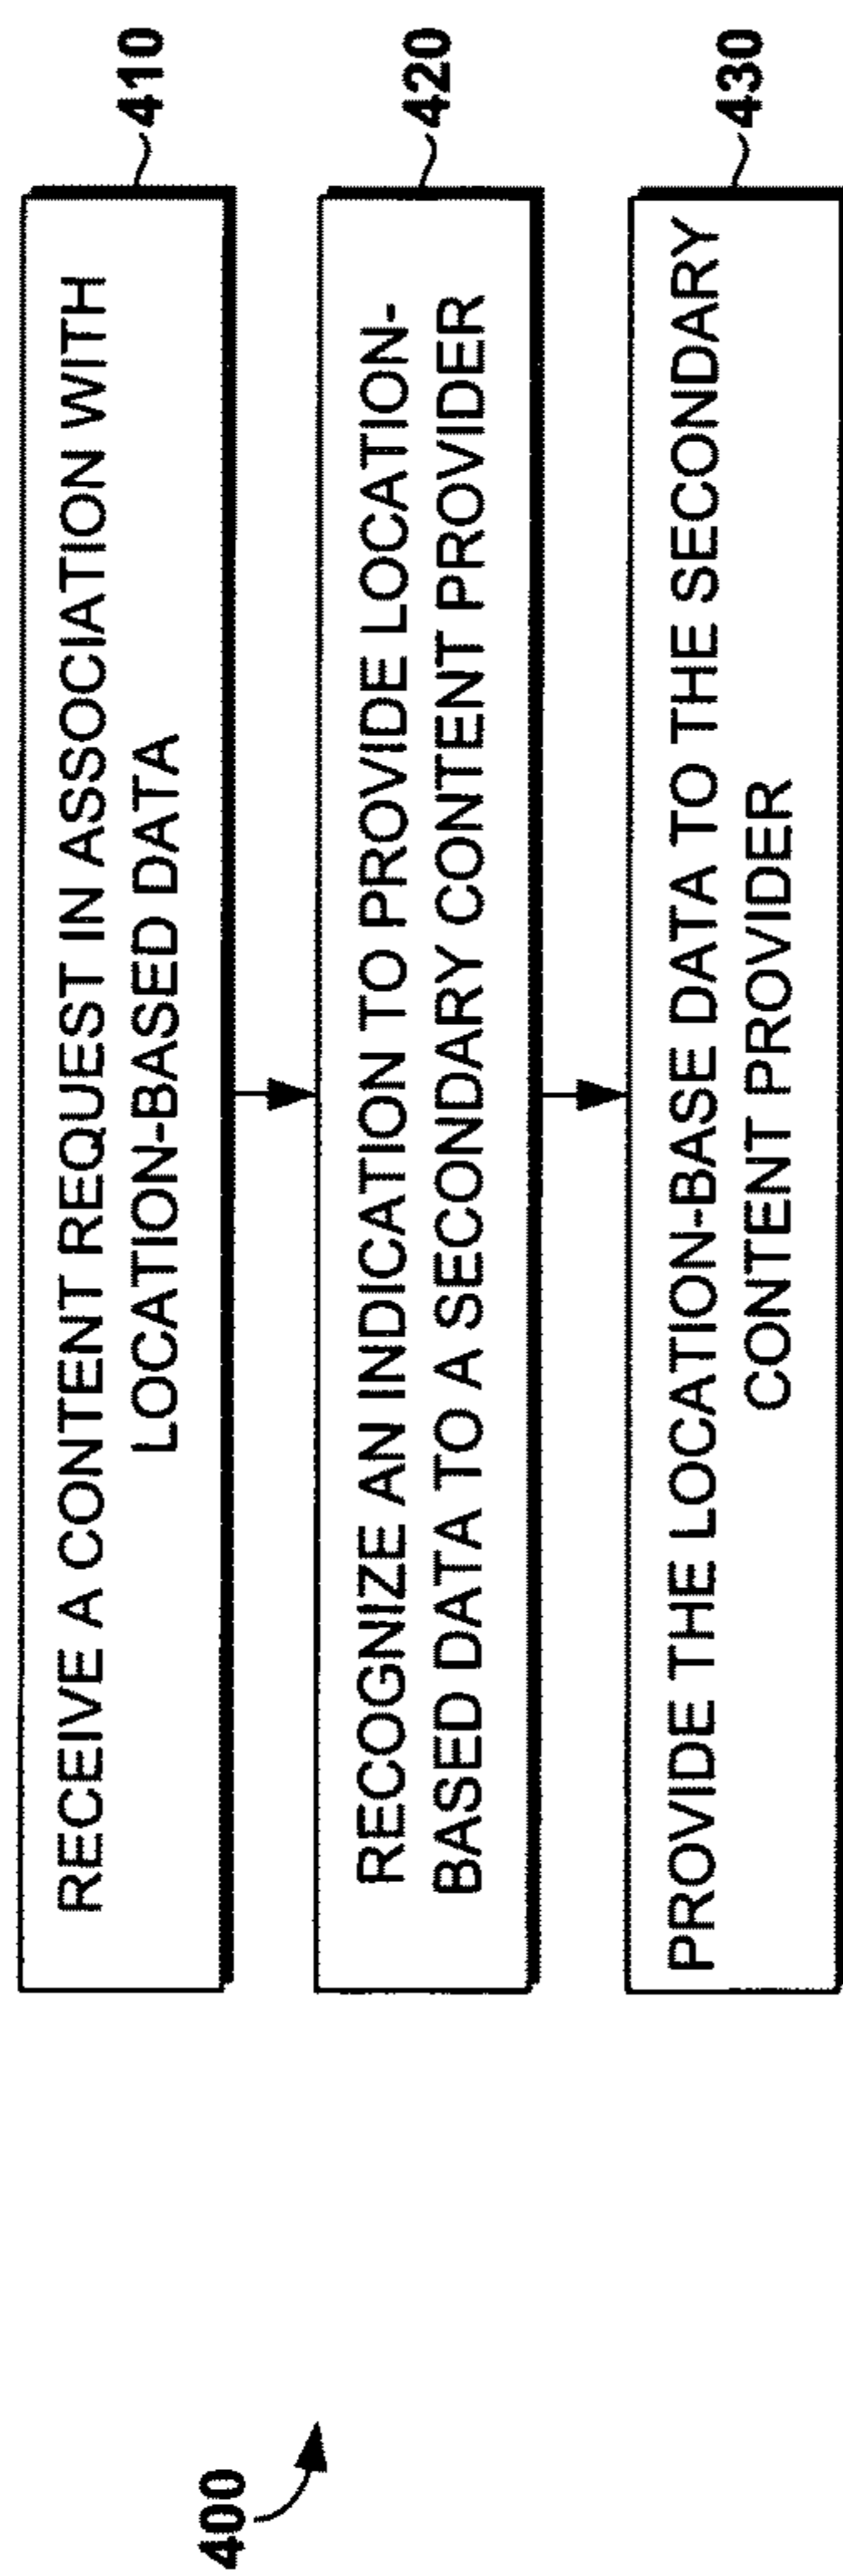 400
RECEIVE A CONTENT REQUEST IN ASSOCIATION WITH
LOCATION-BASED DATA
410
RECOGNIZE AN INDICATION TO PROVIDE LOCATION-
BASED DATA TO A SECONDARY CONTENT PROVIDER
420
PROVIDE THE LOCATION-BASE DATA TO THE SECONDARY
CONTENT PROVIDER
430